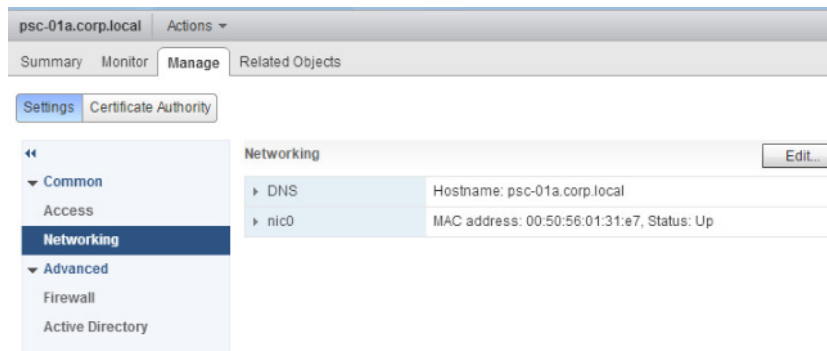 psc-01a.corp.local Actions
Summary Monitor Manage Related Objects
Settings Certificate Authority
Networking Edit...
Common
DNS Hostname: psc-01a.corp.local
Access
nic0 MAC address: 00:50:56:01:31:e7, Status: Up
Networking
Advanced
Firewall
Active Directory